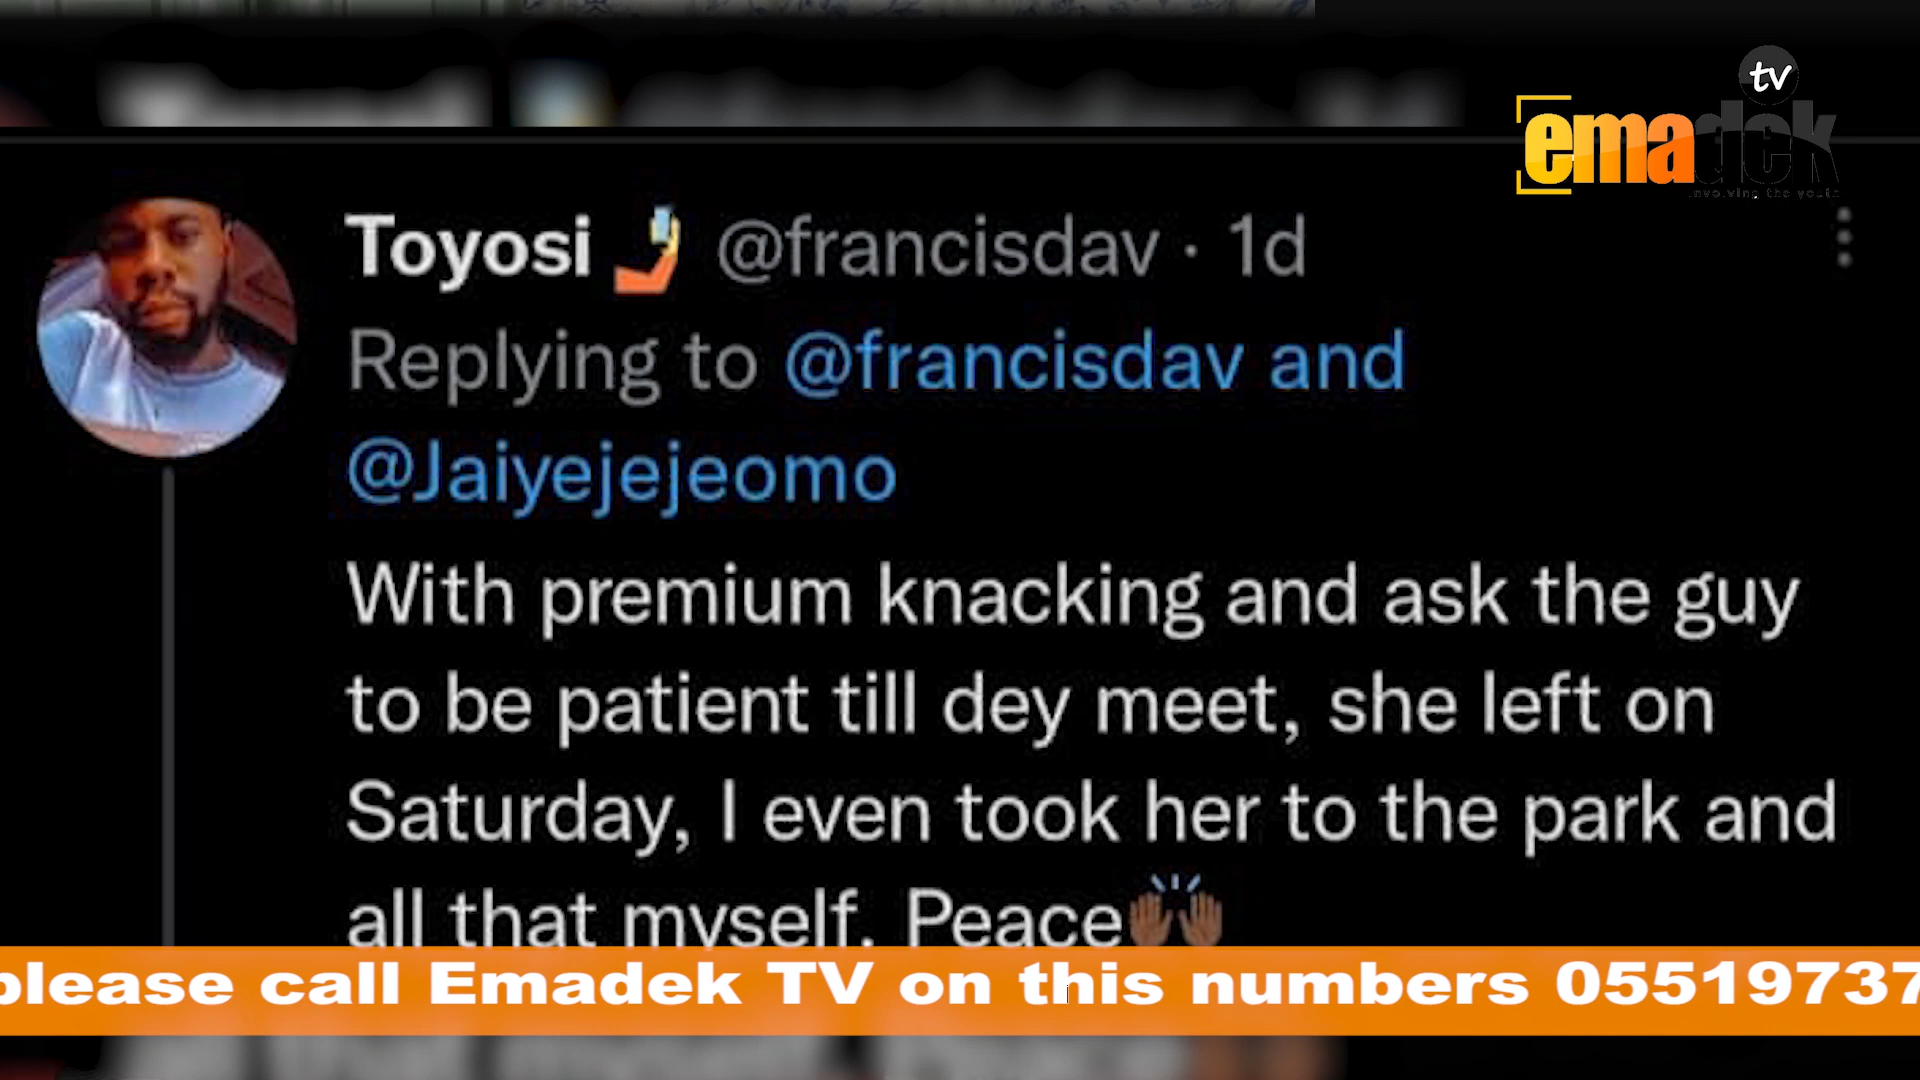 tv
emadek
Toyosi 🤳 @francisdav · 1d
Replying to @francisdav and
@Jaiyejejeomo
With premium knacking and ask the guy
to be patient till dey meet, she left on
Saturday, I even took her to the park and
all that myself. Peace🙌🏾
please call Emadek TV on this numbers 05519737